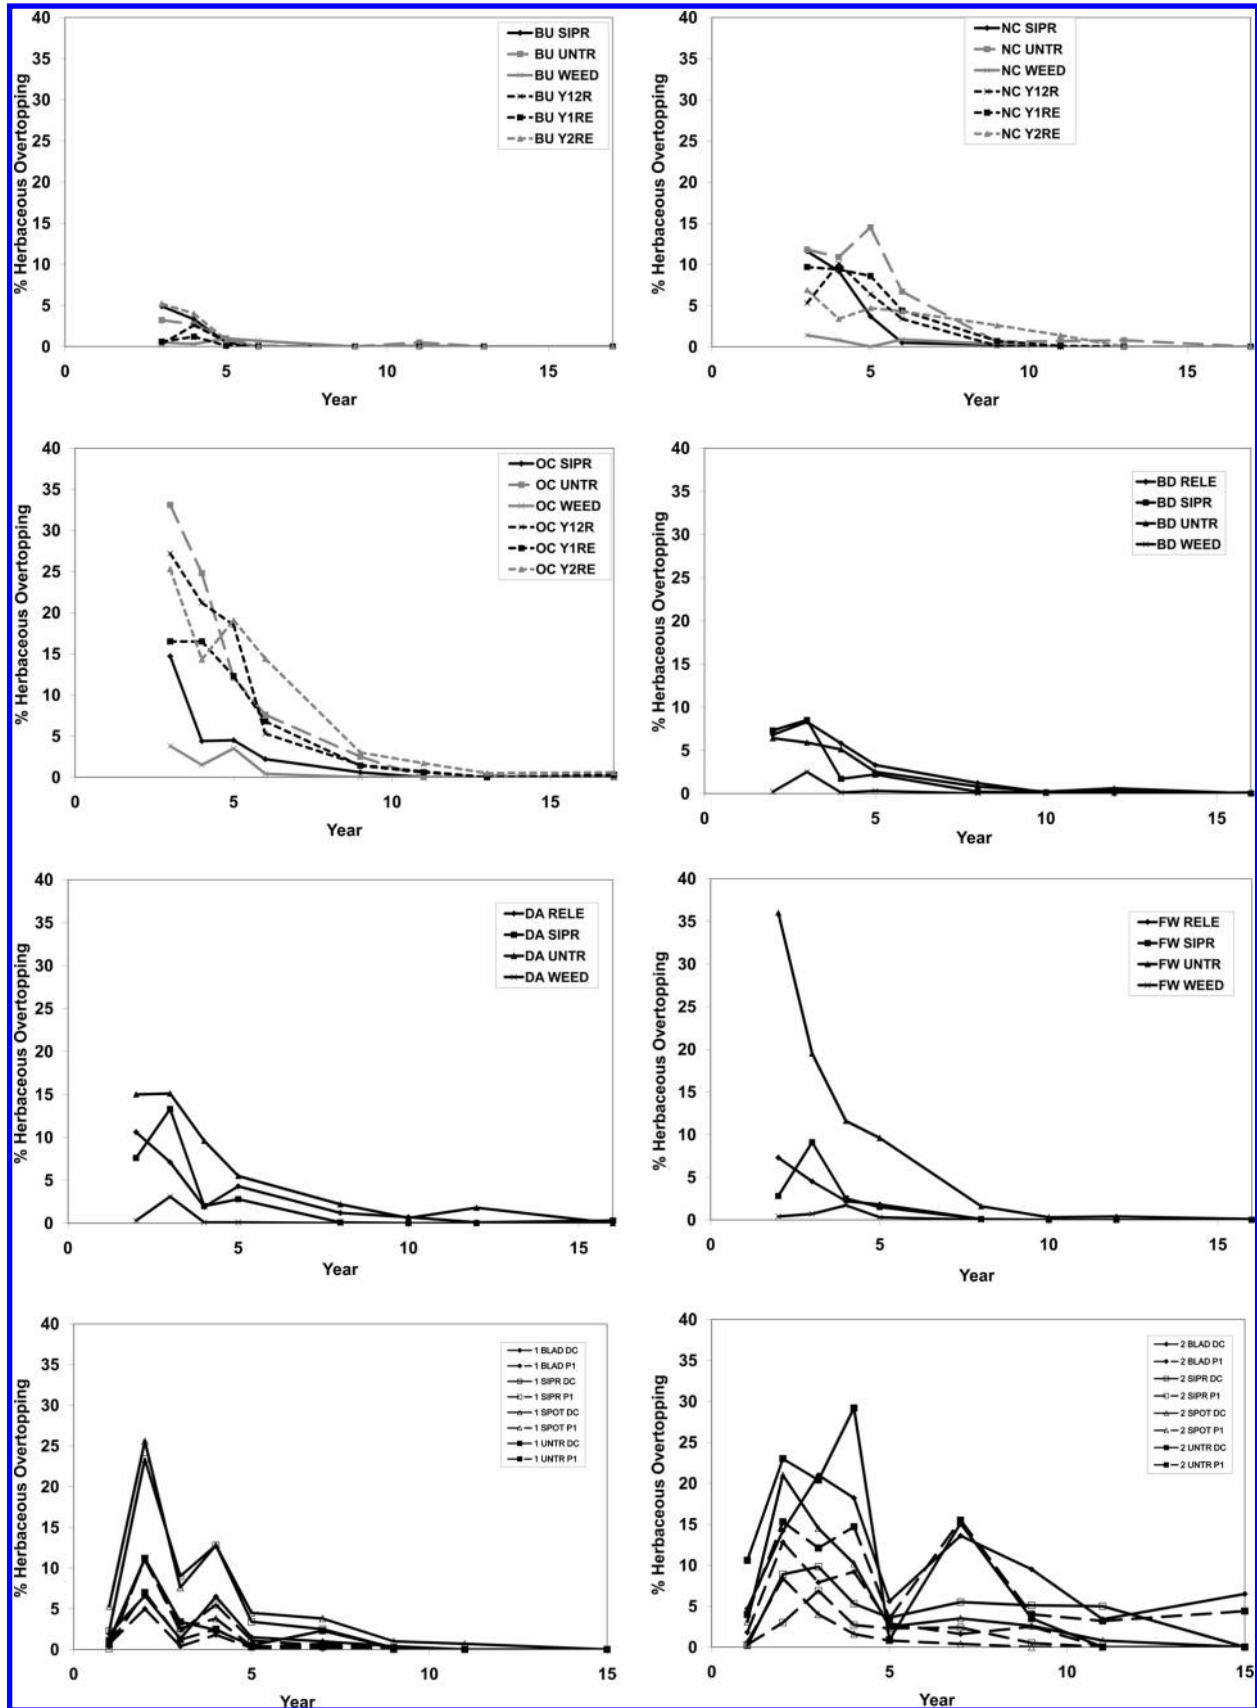 40
35
30
25
20
15
10
5
0
% Herbaceous Overtopping
BU SIPR
BU UNTR
BU WEED
BU Y12R
BU Y1RE
BU Y2RE
0 5 10 15
Year
40
35
30
25
20
15
10
5
0
% Herbaceous Overtopping
NC SIPR
NC UNTR
NC WEED
NC Y12R
NC Y1RE
NC Y2RE
0 5 10 15
Year
40
35
30
25
20
15
10
5
0
% Herbaceous Overtopping
OC SIPR
OC UNTR
OC WEED
OC Y12R
OC Y1RE
OC Y2RE
0 5 10 15
Year
40
35
30
25
20
15
10
5
0
% Herbaceous Overtopping
BD RELE
BD SIPR
BD UNTR
BD WEED
0 5 10 15
Year
40
35
30
25
20
15
10
5
0
% Herbaceous Overtopping
DA RELE
DA SIPR
DA UNTR
DA WEED
0 5 10 15
Year
40
35
30
25
20
15
10
5
0
% Herbaceous Overtopping
FW RELE
FW SIPR
FW UNTR
FW WEED
0 5 10 15
Year
40
35
30
25
20
15
10
5
0
% Herbaceous Overtopping
1 BLAD DC
1 BLAD P1
1 SIPR DC
1 SIPR P1
1 SPOT DC
1 SPOT P1
1 UNTR DC
1 UNTR P1
0 5 10 15
Year
40
35
30
25
20
15
10
5
0
% Herbaceous Overtopping
2 BLAD DC
2 BLAD P1
2 SIPR DC
2 SIPR P1
2 SPOT DC
2 SPOT P1
2 UNTR DC
2 UNTR P1
0 5 10 15
Year